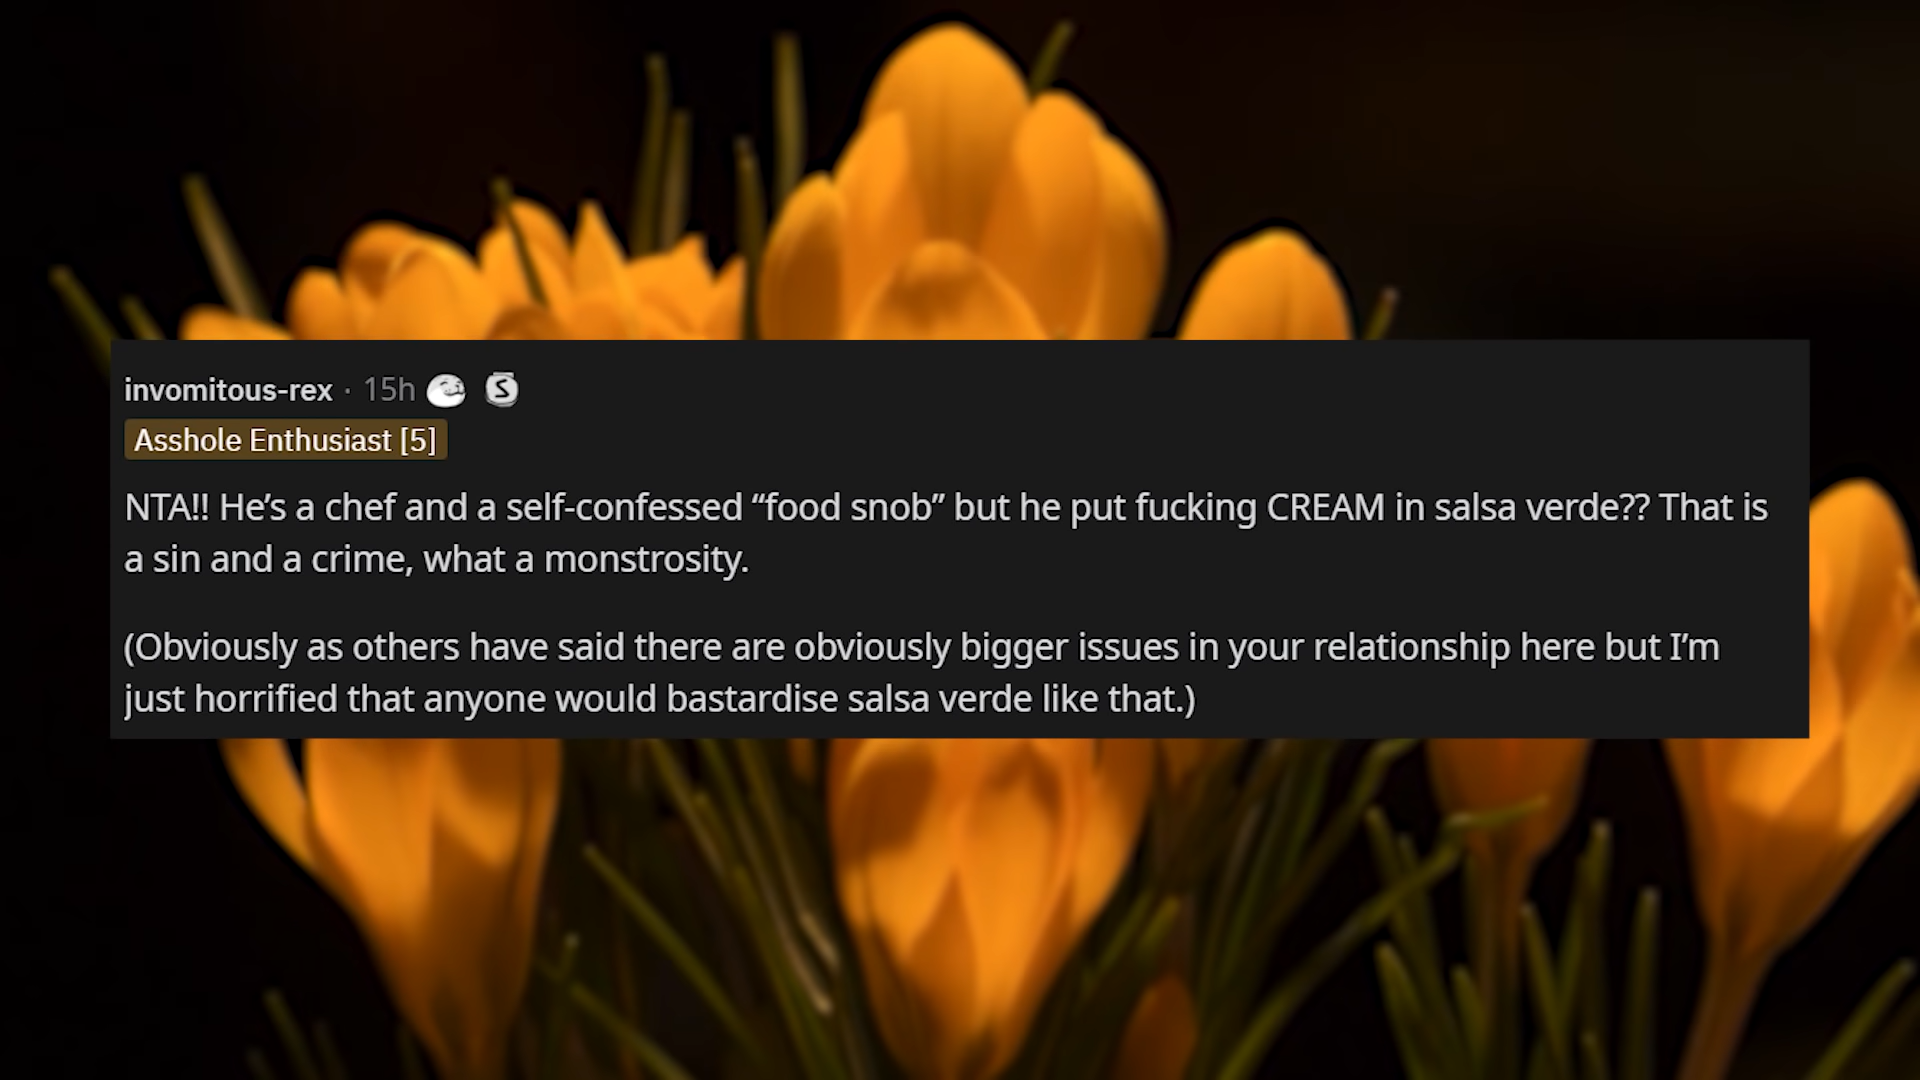 invomitous-rex · 15h
Asshole Enthusiast [5]
NTA!! He’s a chef and a self-confessed “food snob” but he put fucking CREAM in salsa verde?? That is
a sin and a crime, what a monstrosity.
(Obviously as others have said there are obviously bigger issues in your relationship here but I’m
just horrified that anyone would bastardise salsa verde like that.)